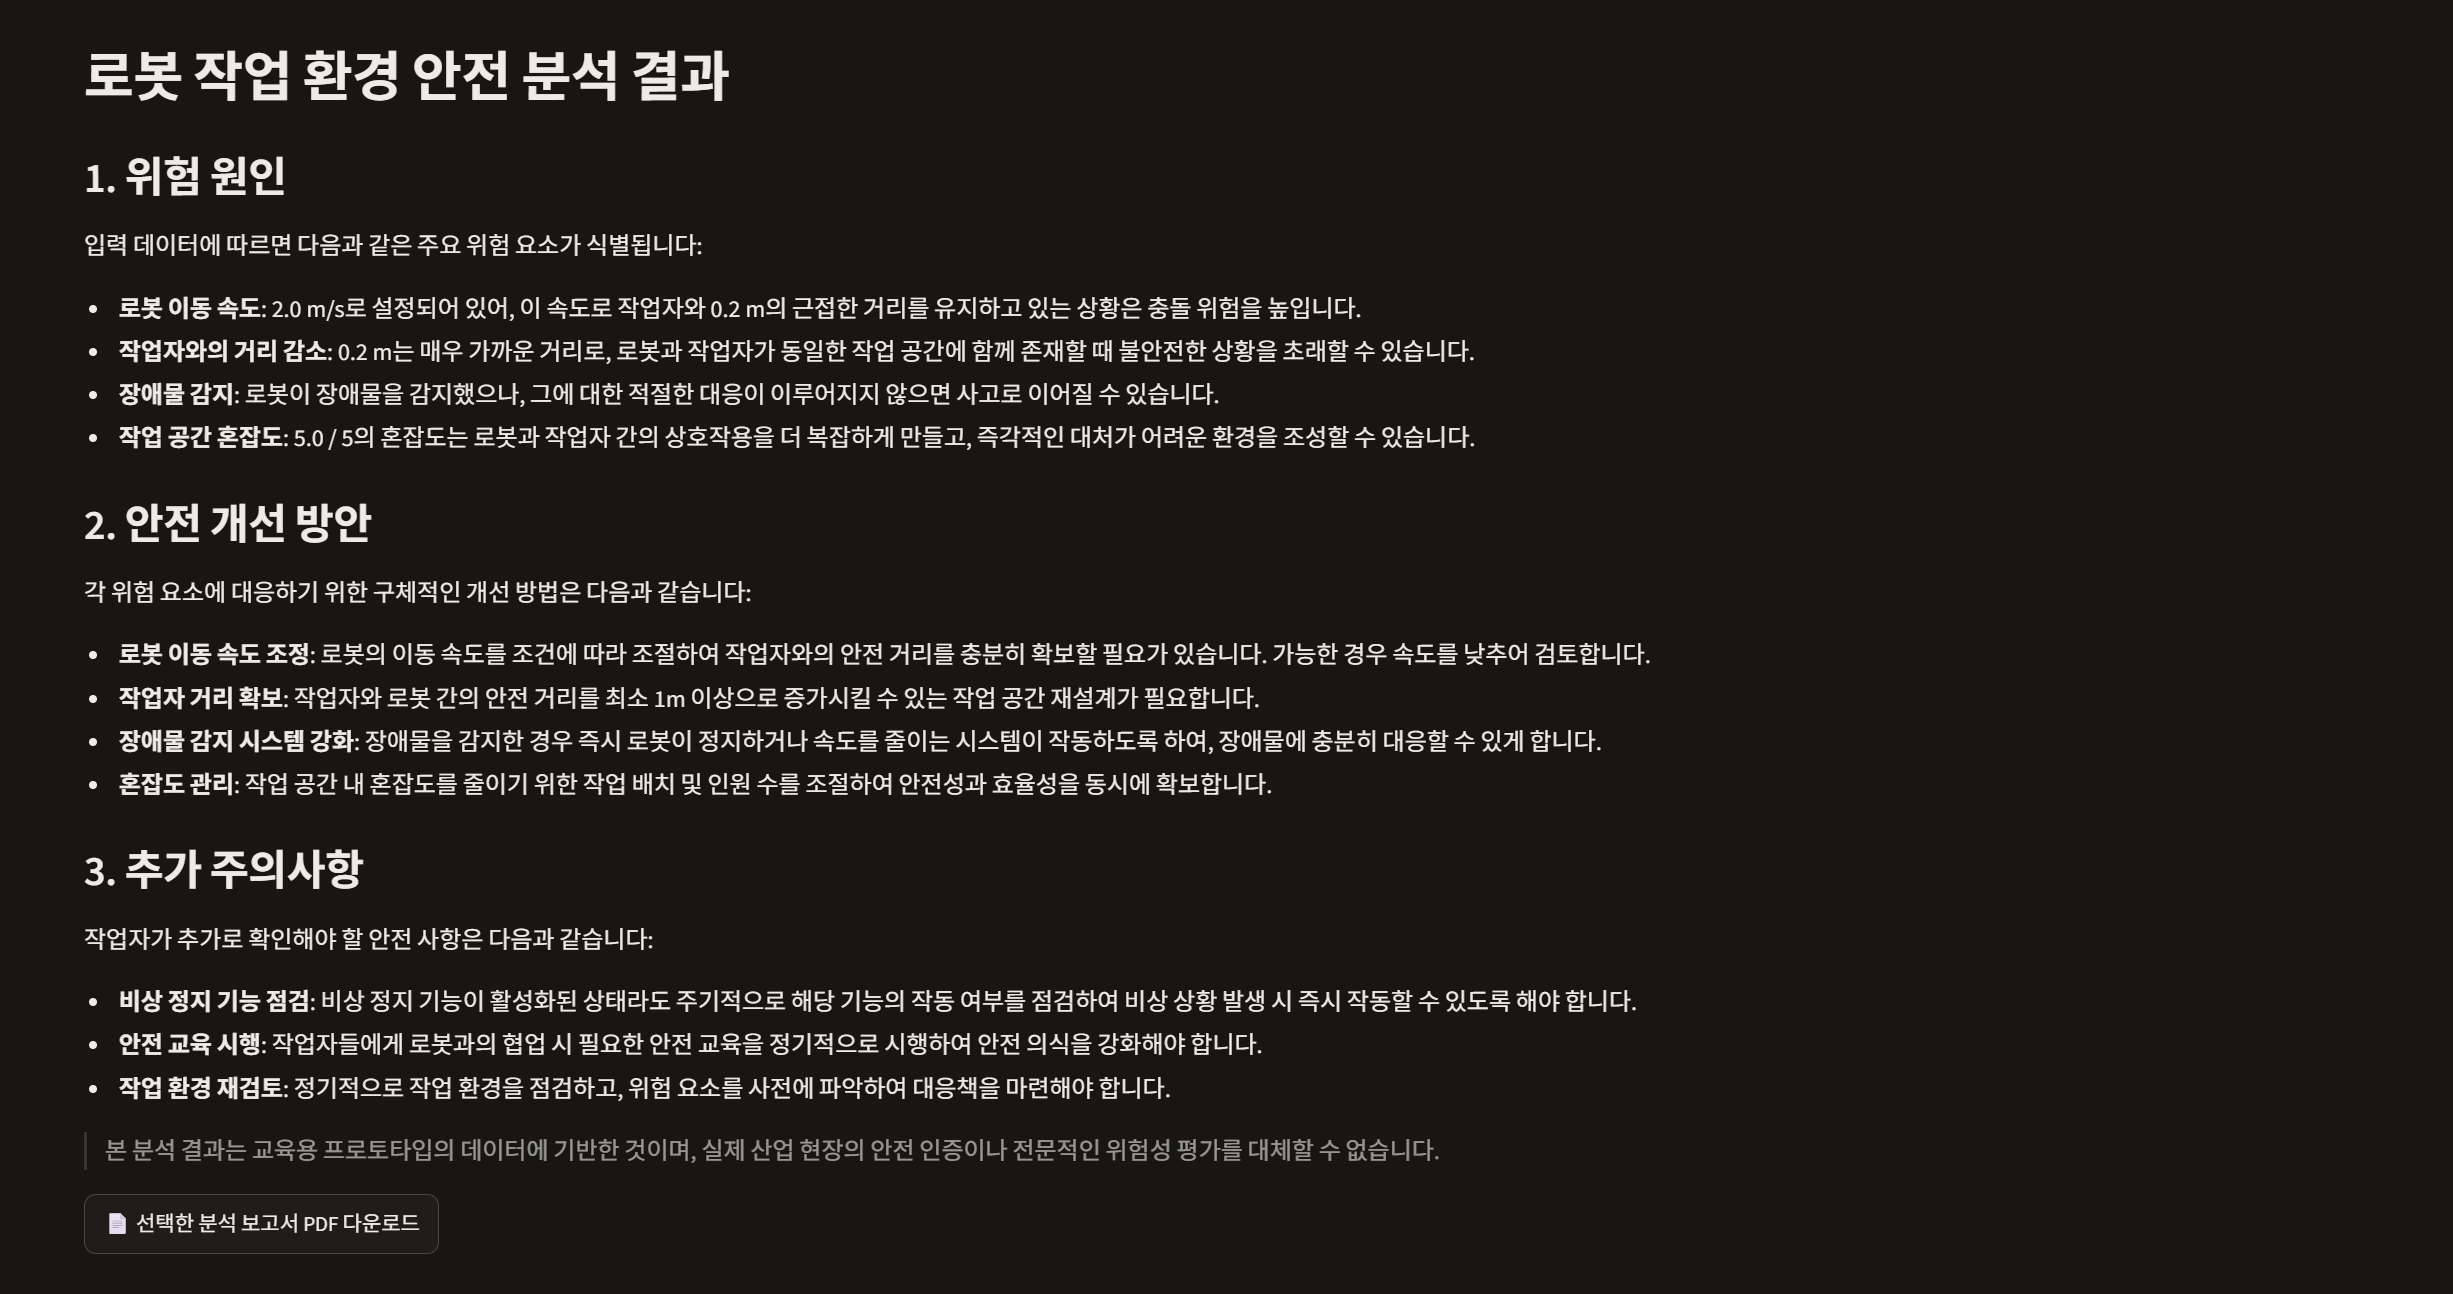 로봇 작업 환경 안전 분석 결과
1. 위험 원인
입력 데이터에 따르면 다음과 같은 주요 위험 요소가 식별됩니다:
• 로봇 이동 속도: 2.0 m/s로 설정되어 있어, 이 속도로 작업자와 0.2 m의 근접한 거리를 유지하고 있는 상황은 충돌 위험을 높입니다.
• 작업자와의 거리 감소: 0.2 m는 매우 가까운 거리로, 로봇과 작업자가 동일한 작업 공간에 함께 존재할 때 불안전한 상황을 초래할 수 있습니다.
• 장애물 감지: 로봇이 장애물을 감지했으나, 그에 대한 적절한 대응이 이루어지지 않으면 사고로 이어질 수 있습니다.
• 작업 공간 혼잡도: 5.0 / 5의 혼잡도는 로봇과 작업자 간의 상호작용을 더 복잡하게 만들고, 즉각적인 대처가 어려운 환경을 조성할 수 있습니다.
2. 안전 개선 방안
각 위험 요소에 대응하기 위한 구체적인 개선 방법은 다음과 같습니다:
• 로봇 이동 속도 조정: 로봇의 이동 속도를 조건에 따라 조절하여 작업자와의 안전 거리를 충분히 확보할 필요가 있습니다. 가능한 경우 속도를 낮추어 검토합니다.
• 작업자 거리 확보: 작업자와 로봇 간의 안전 거리를 최소 1m 이상으로 증가시킬 수 있는 작업 공간 재설계가 필요합니다.
• 장애물 감지 시스템 강화: 장애물을 감지한 경우 즉시 로봇이 정지하거나 속도를 줄이는 시스템이 작동하도록 하여, 장애물에 충분히 대응할 수 있게 합니다.
• 혼잡도 관리: 작업 공간 내 혼잡도를 줄이기 위한 작업 배치 및 인원 수를 조절하여 안전성과 효율성을 동시에 확보합니다.
3. 추가 주의사항
작업자가 추가로 확인해야 할 안전 사항은 다음과 같습니다:
• 비상 정지 기능 점검: 비상 정지 기능이 활성화된 상태라도 주기적으로 해당 기능의 작동 여부를 점검하여 비상 상황 발생 시 즉시 작동할 수 있도록 해야 합니다.
• 안전 교육 시행: 작업자들에게 로봇과의 협업 시 필요한 안전 교육을 정기적으로 시행하여 안전 의식을 강화해야 합니다.
• 작업 환경 재검토: 정기적으로 작업 환경을 점검하고, 위험 요소를 사전에 파악하여 대응책을 마련해야 합니다.
본 분석 결과는 교육용 프로토타입의 데이터에 기반한 것이며, 실제 산업 현장의 안전 인증이나 전문적인 위험성 평가를 대체할 수 없습니다.
선택한 분석 보고서 PDF 다운로드